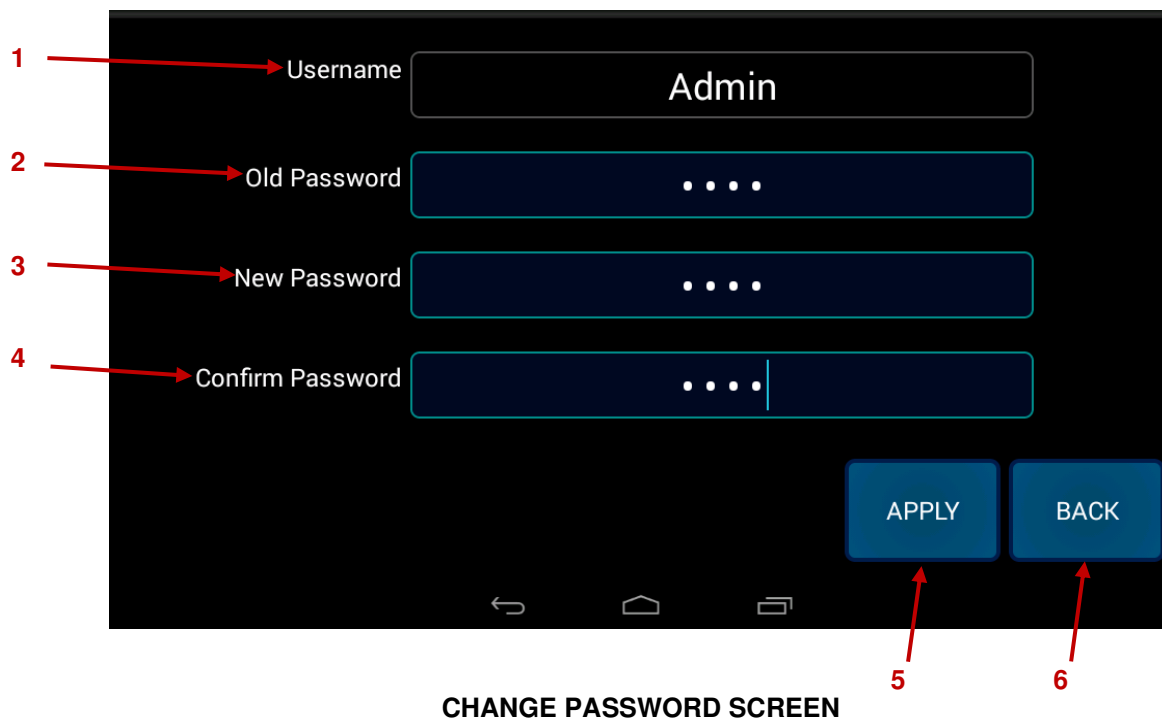 1
Username
Admin
2
Old Password
••••
3
New Password
••••
4
Confirm Password
••••
APPLY
BACK
5
6
CHANGE PASSWORD SCREEN